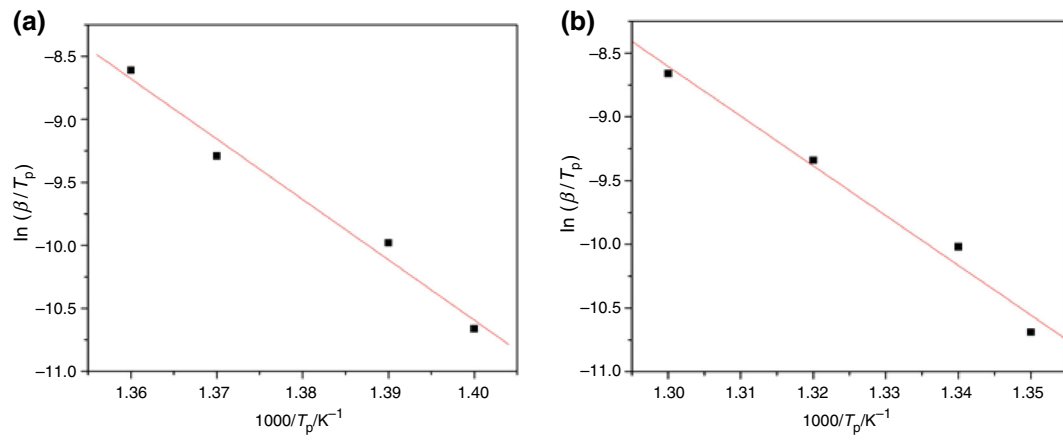 (a)
–8.5
–9.0
–9.5
–10.0
–10.5
–11.0
ln (β/Tp)
1.36 1.37 1.38 1.39 1.40
1000/Tp/K−1
(b)
–8.5
–9.0
–9.5
–10.0
–10.5
–11.0
ln (β/Tp)
1.30 1.31 1.32 1.33 1.34 1.35
1000/Tp/K−1